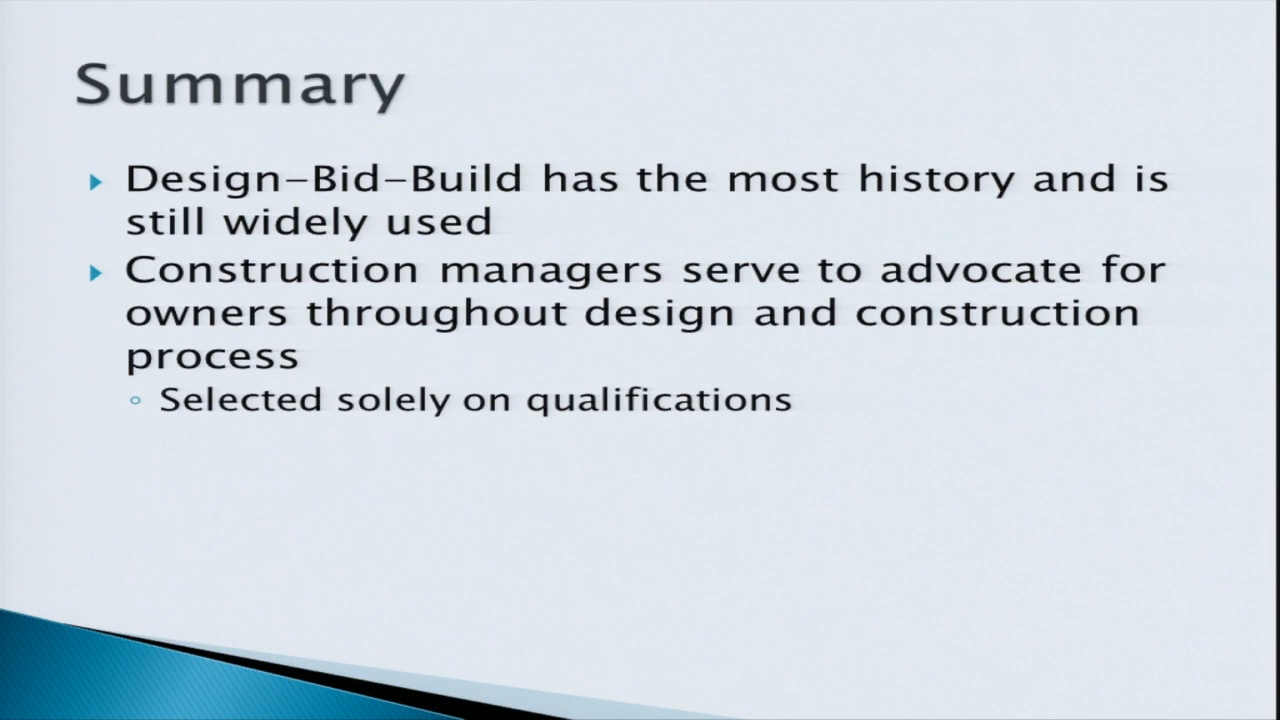 Summary
Design-Bid-Build has the most history and is
still widely used
Construction managers serve to advocate for
owners throughout design and construction
process
Selected solely on qualifications